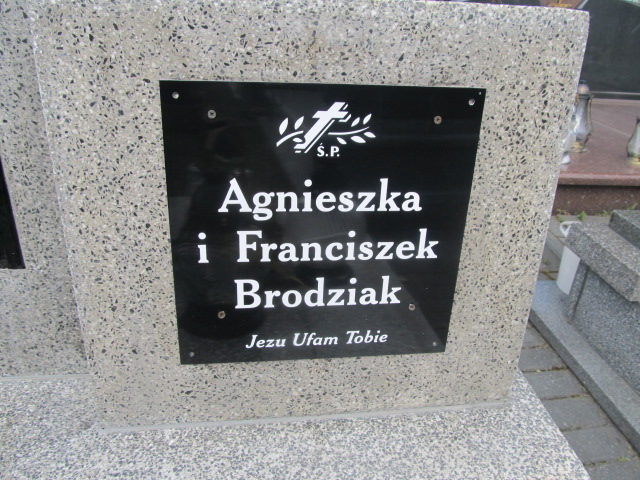 Ś.P.
Agnieszka
i Franciszek
Brodziak
Jezu Ufam Tobie